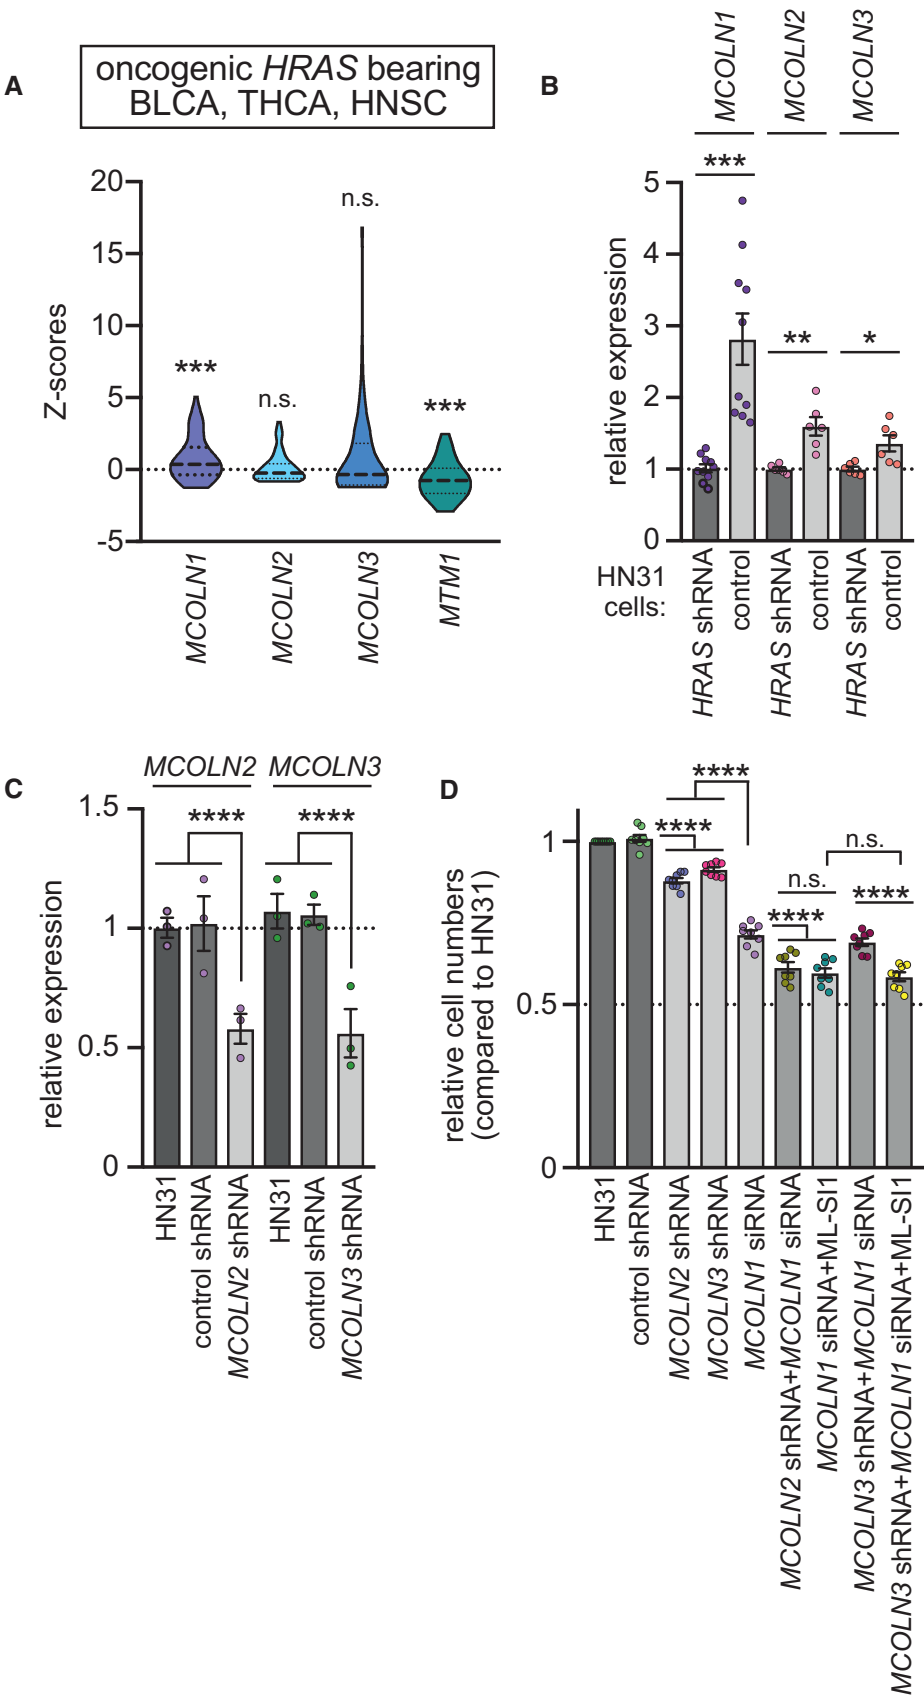 A
oncogenic HRAS bearing
BLCA, THCA, HNSC
Z-scores
20
15
10
5
0
-5
***
n.s.
n.s.
***
MCOLN1
MCOLN2
MCOLN3
MTM1
B
MCOLN1
MCOLN2
MCOLN3
***
**
*
relative expression
5
4
3
2
1
0
HN31
cells:
HRAS shRNA
control
HRAS shRNA
control
HRAS shRNA
control
C
MCOLN2
MCOLN3
****
****
relative expression
1.5
1
0.5
0
HN31
control shRNA
MCOLN2 shRNA
HN31
control shRNA
MCOLN3 shRNA
D
****
****
n.s.
n.s.
****
****
relative cell numbers
(compared to HN31)
1
0.5
0
HN31
control shRNA
MCOLN2 shRNA
MCOLN3 shRNA
MCOLN1 siRNA
MCOLN2 shRNA+MCOLN1 siRNA
MCOLN1 siRNA+ML-SI1
MCOLN3 shRNA+MCOLN1 siRNA
MCOLN3 shRNA+MCOLN1 siRNA+ML-SI1